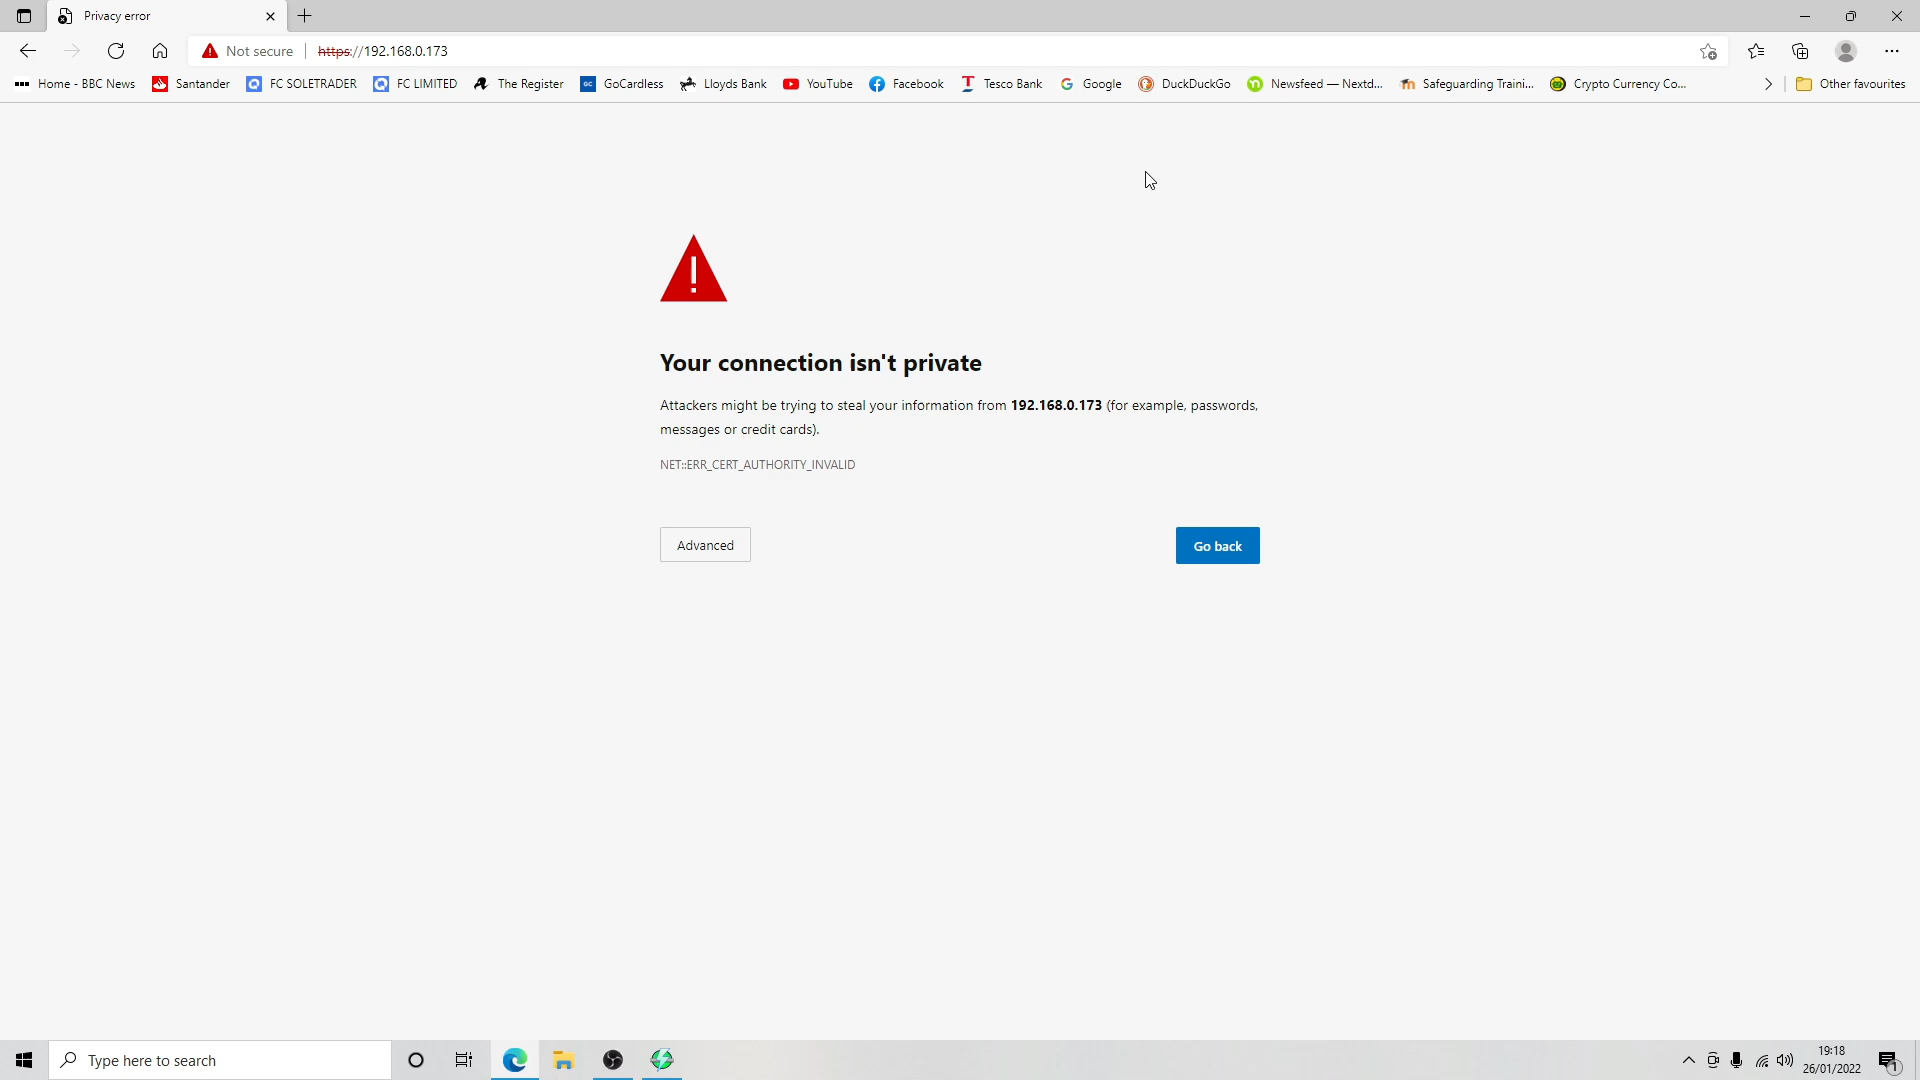 Privacy error
Not secure
https://192.168.0.173
Home - BBC News
Santander
FC SOLETRADER
FC LIMITED
The Register
GC
GoCardless
Lloyds Bank
YouTube
Facebook
Tesco Bank
Google
DuckDuckGo
Newsfeed — Nextd...
Safeguarding Traini...
Crypto Currency Co...
Other favourites
!
Your connection isn't private
Attackers might be trying to steal your information from 192.168.0.173 (for example, passwords,
messages or credit cards).
NET::ERR_CERT_AUTHORITY_INVALID
Advanced
Go back
Type here to search
19:18
26/01/2022
1